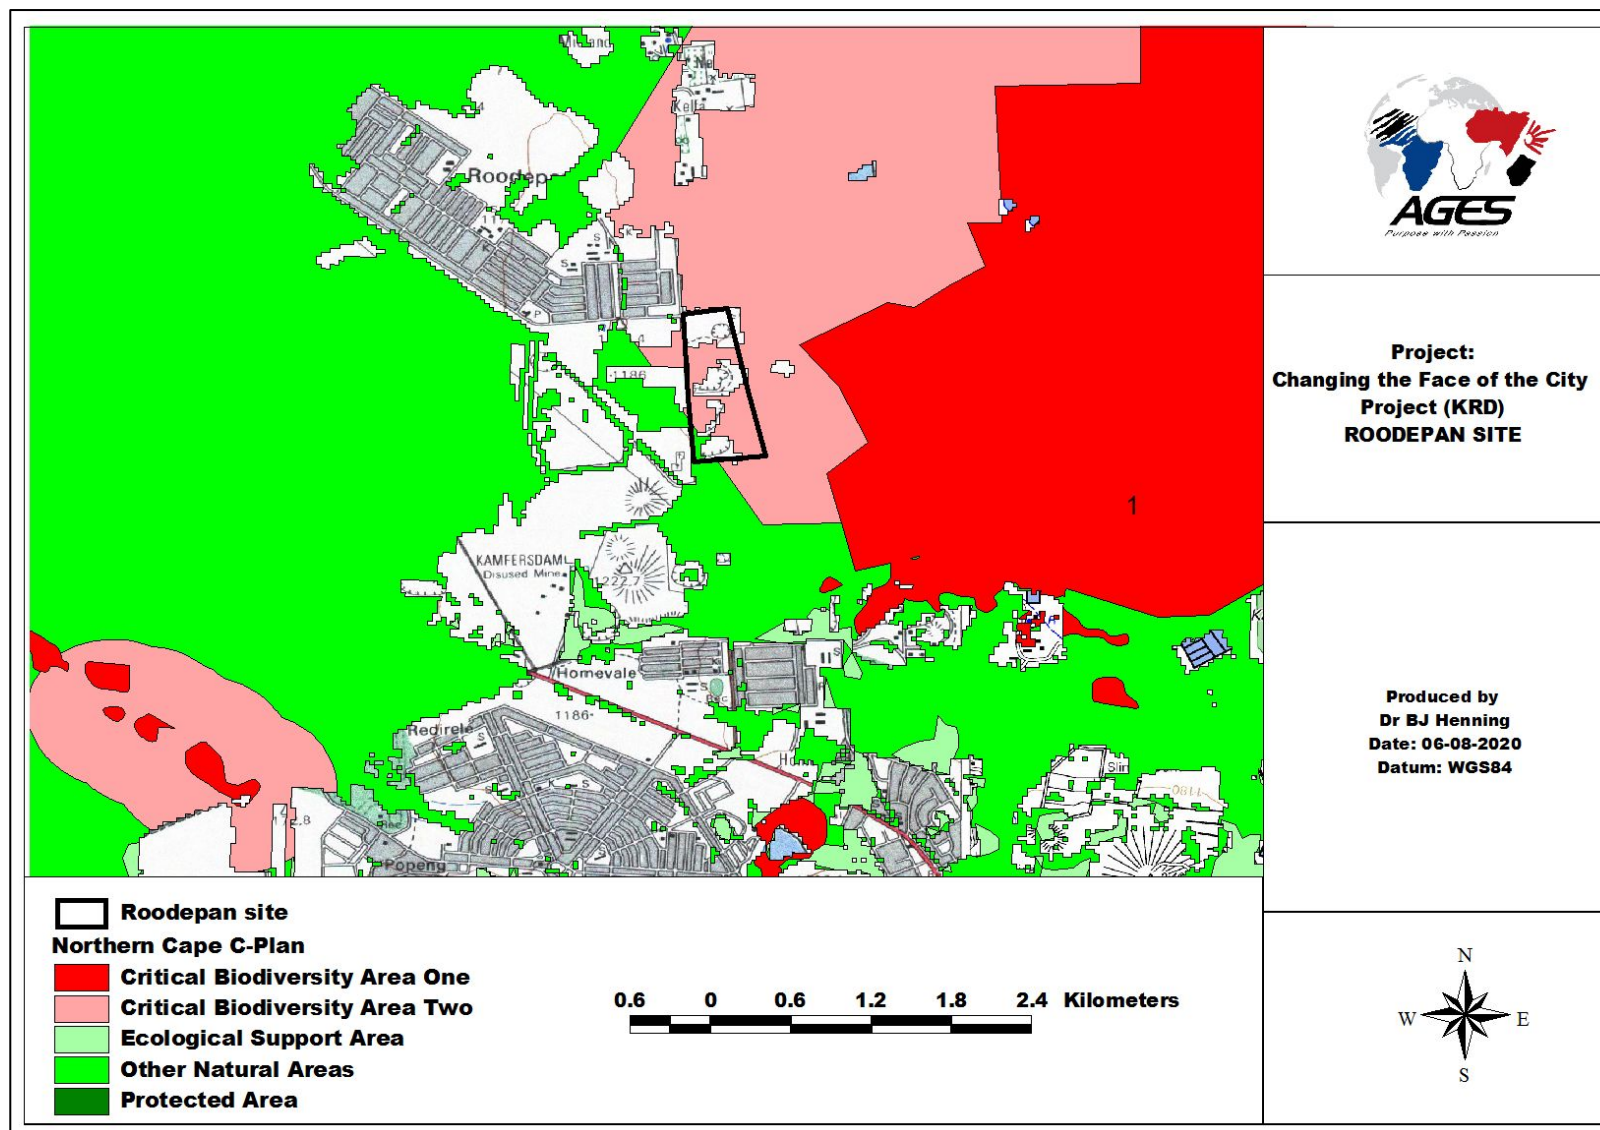 Roodep
KAMFERSDAM
Disused Mine
1222.7
1186
Homevale
1186
Redirele
Popeng
1
1180
AGES
Purpose with Passion
Project:
Changing the Face of the City
Project (KRD)
ROODEPAN SITE
Produced by
Dr BJ Henning
Date: 06-08-2020
Datum: WGS84
Roodepan site
Northern Cape C-Plan
Critical Biodiversity Area One
Critical Biodiversity Area Two
Ecological Support Area
Other Natural Areas
Protected Area
0.6 0 0.6 1.2 1.8 2.4 Kilometers
N
W E
S